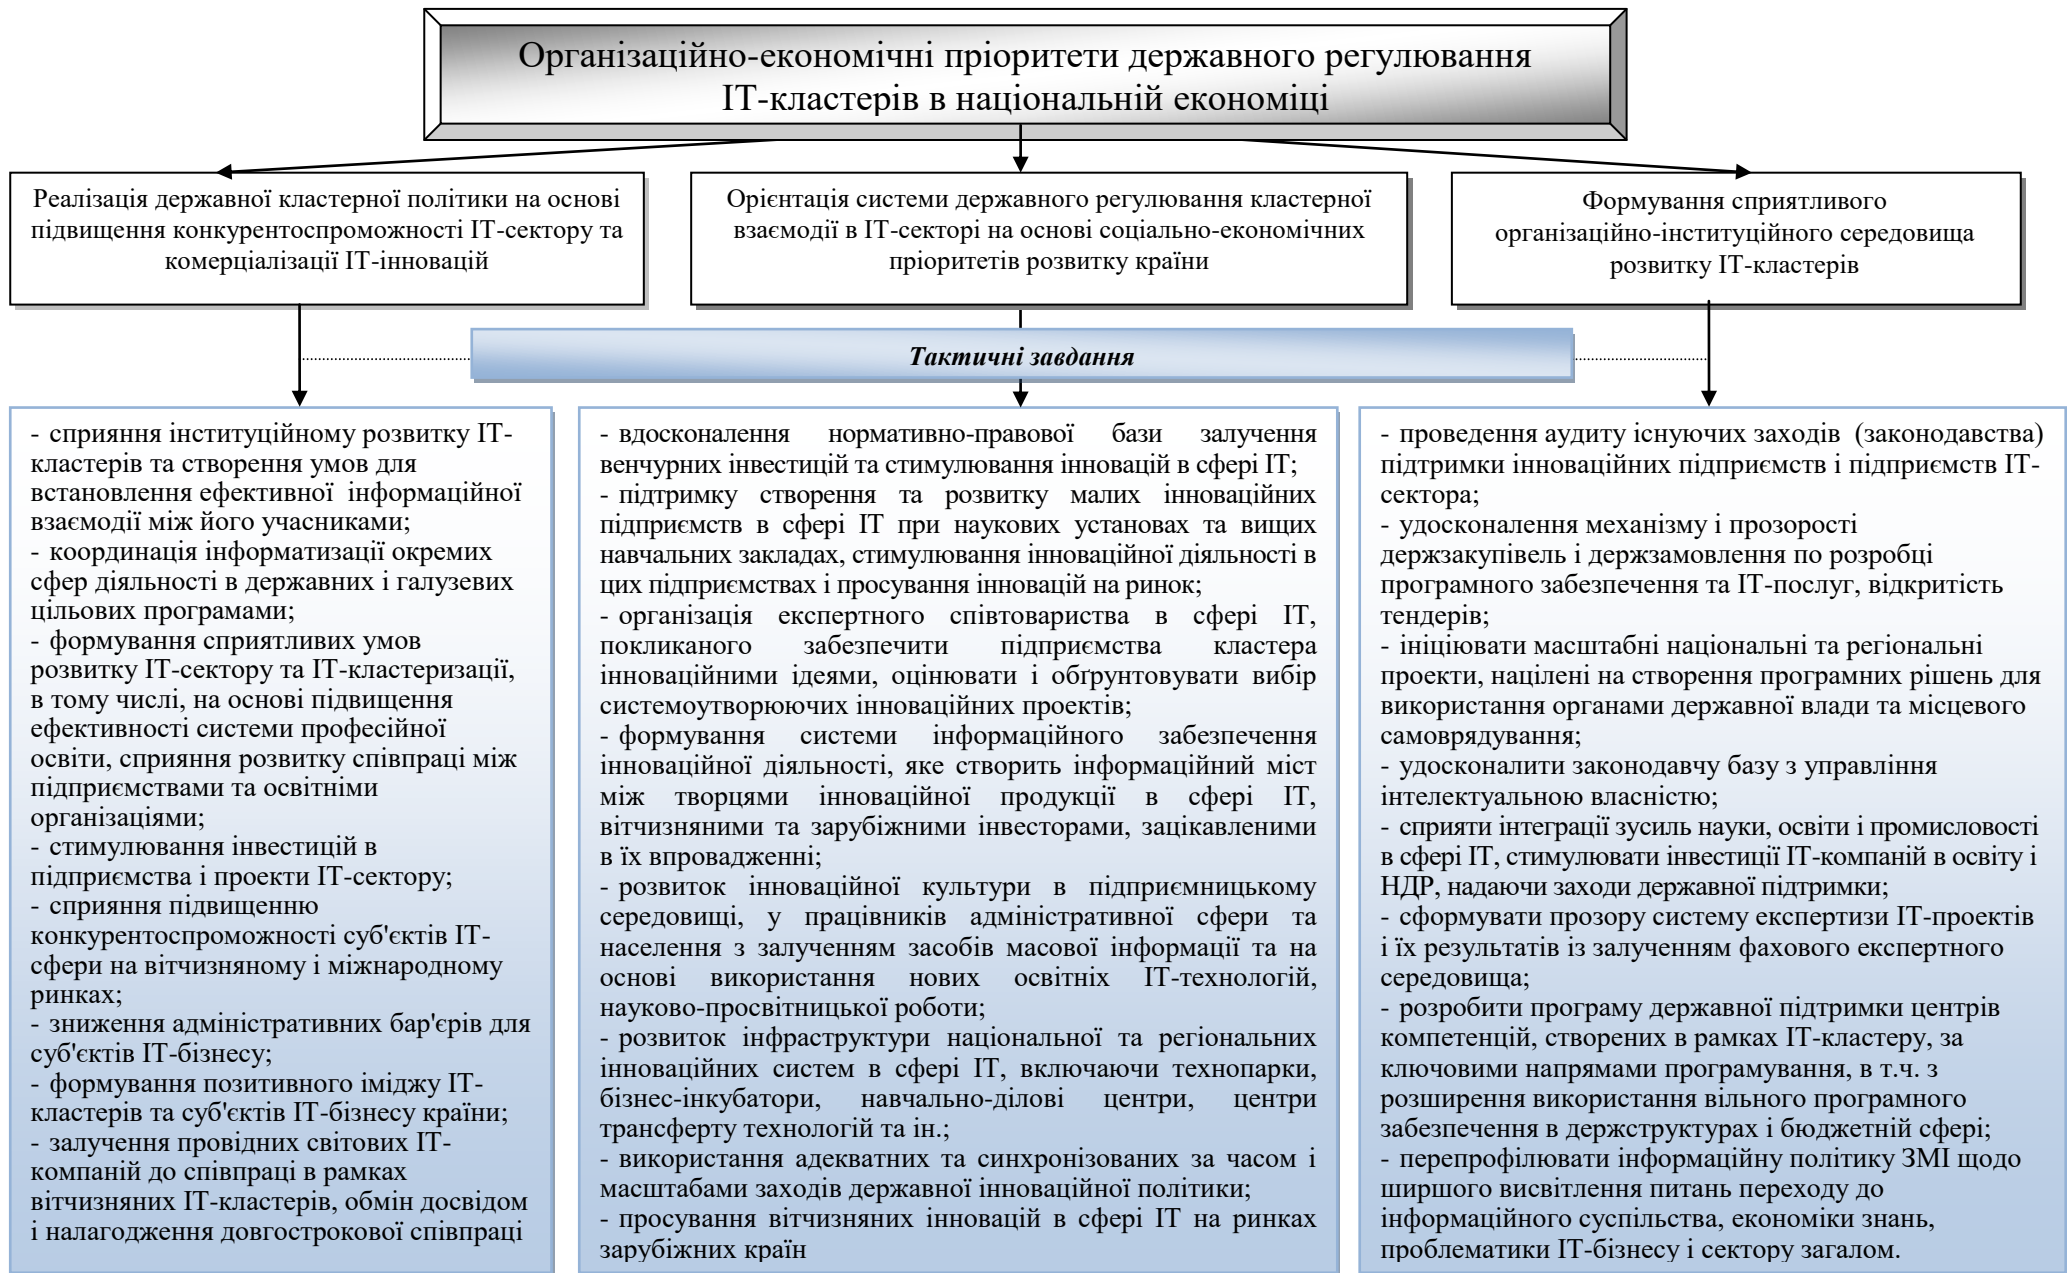 Організаційно-економічні пріоритети державного регулювання
ІТ-кластерів в національній економіці
Реалізація державної кластерної політики на основі
підвищення конкурентоспроможності ІТ-сектору та
комерціалізації ІТ-інновацій
Орієнтація системи державного регулювання кластерної
взаємодії в ІТ-секторі на основі соціально-економічних
пріоритетів розвитку країни
Формування сприятливого
організаційно-інституційного середовища
розвитку ІТ-кластерів
Тактичні завдання
- сприяння інституційному розвитку ІТ-
кластерів та створення умов для
встановлення ефективної інформаційної
взаємодії між його учасниками;
- координація інформатизації окремих
сфер діяльності в державних і галузевих
цільових програмами;
- формування сприятливих умов
розвитку ІТ-сектору та ІТ-кластеризації,
в тому числі, на основі підвищення
ефективності системи професійної
освіти, сприяння розвитку співпраці між
підприємствами та освітніми
організаціями;
- стимулювання інвестицій в
підприємства і проекти ІТ-сектору;
- сприяння підвищенню
конкурентоспроможності суб'єктів ІТ-
сфери на вітчизняному і міжнародному
ринках;
- зниження адміністративних бар'єрів для
суб'єктів ІТ-бізнесу;
- формування позитивного іміджу ІТ-
кластерів та суб'єктів ІТ-бізнесу країни;
- залучення провідних світових ІТ-
компаній до співпраці в рамках
вітчизняних ІТ-кластерів, обмін досвідом
і налагодження довгострокової співпраці
- вдосконалення нормативно-правової бази залучення
венчурних інвестицій та стимулювання інновацій в сфері ІТ;
- підтримку створення та розвитку малих інноваційних
підприємств в сфері ІТ при наукових установах та вищих
навчальних закладах, стимулювання інноваційної діяльності в
цих підприємствах і просування інновацій на ринок;
- організація експертного співтовариства в сфері ІТ,
покликаного забезпечити підприємства кластера
інноваційними ідеями, оцінювати і обґрунтовувати вибір
системоутворюючих інноваційних проектів;
- формування системи інформаційного забезпечення
інноваційної діяльності, яке створить інформаційний міст
між творцями інноваційної продукції в сфері ІТ,
вітчизняними та зарубіжними інвесторами, зацікавленими
в їх впровадженні;
- розвиток інноваційної культури в підприємницькому
середовищі, у працівників адміністративної сфери та
населення з залученням засобів масової інформації та на
основі використання нових освітніх ІТ-технологій,
науково-просвітницької роботи;
- розвиток інфраструктури національної та регіональних
інноваційних систем в сфері ІТ, включаючи технопарки,
бізнес-інкубатори, навчально-ділові центри, центри
трансферту технологій та ін.;
- використання адекватних та синхронізованих за часом і
масштабами заходів державної інноваційної політики;
- просування вітчизняних інновацій в сфері ІТ на ринках
зарубіжних країн
- проведення аудиту існуючих заходів (законодавства)
підтримки інноваційних підприємств і підприємств ІТ-
сектора;
- удосконалення механізму і прозорості
держзакупівель і держзамовлення по розробці
програмного забезпечення та ІТ-послуг, відкритість
тендерів;
- ініціювати масштабні національні та регіональні
проекти, націлені на створення програмних рішень для
використання органами державної влади та місцевого
самоврядування;
- удосконалити законодавчу базу з управління
інтелектуальною власністю;
- сприяти інтеграції зусиль науки, освіти і промисловості
в сфері ІТ, стимулювати інвестиції ІТ-компаній в освіту і
НДР, надаючи заходи державної підтримки;
- сформувати прозору систему експертизи ІТ-проектів
і їх результатів із залученням фахового експертного
середовища;
- розробити програму державної підтримки центрів
компетенцій, створених в рамках ІТ-кластеру, за
ключовими напрямами програмування, в т.ч. з
розширення використання вільного програмного
забезпечення в держструктурах і бюджетній сфері;
- перепрофілювати інформаційну політику ЗМІ щодо
ширшого висвітлення питань переходу до
інформаційного суспільства, економіки знань,
проблематики ІТ-бізнесу і сектору загалом.